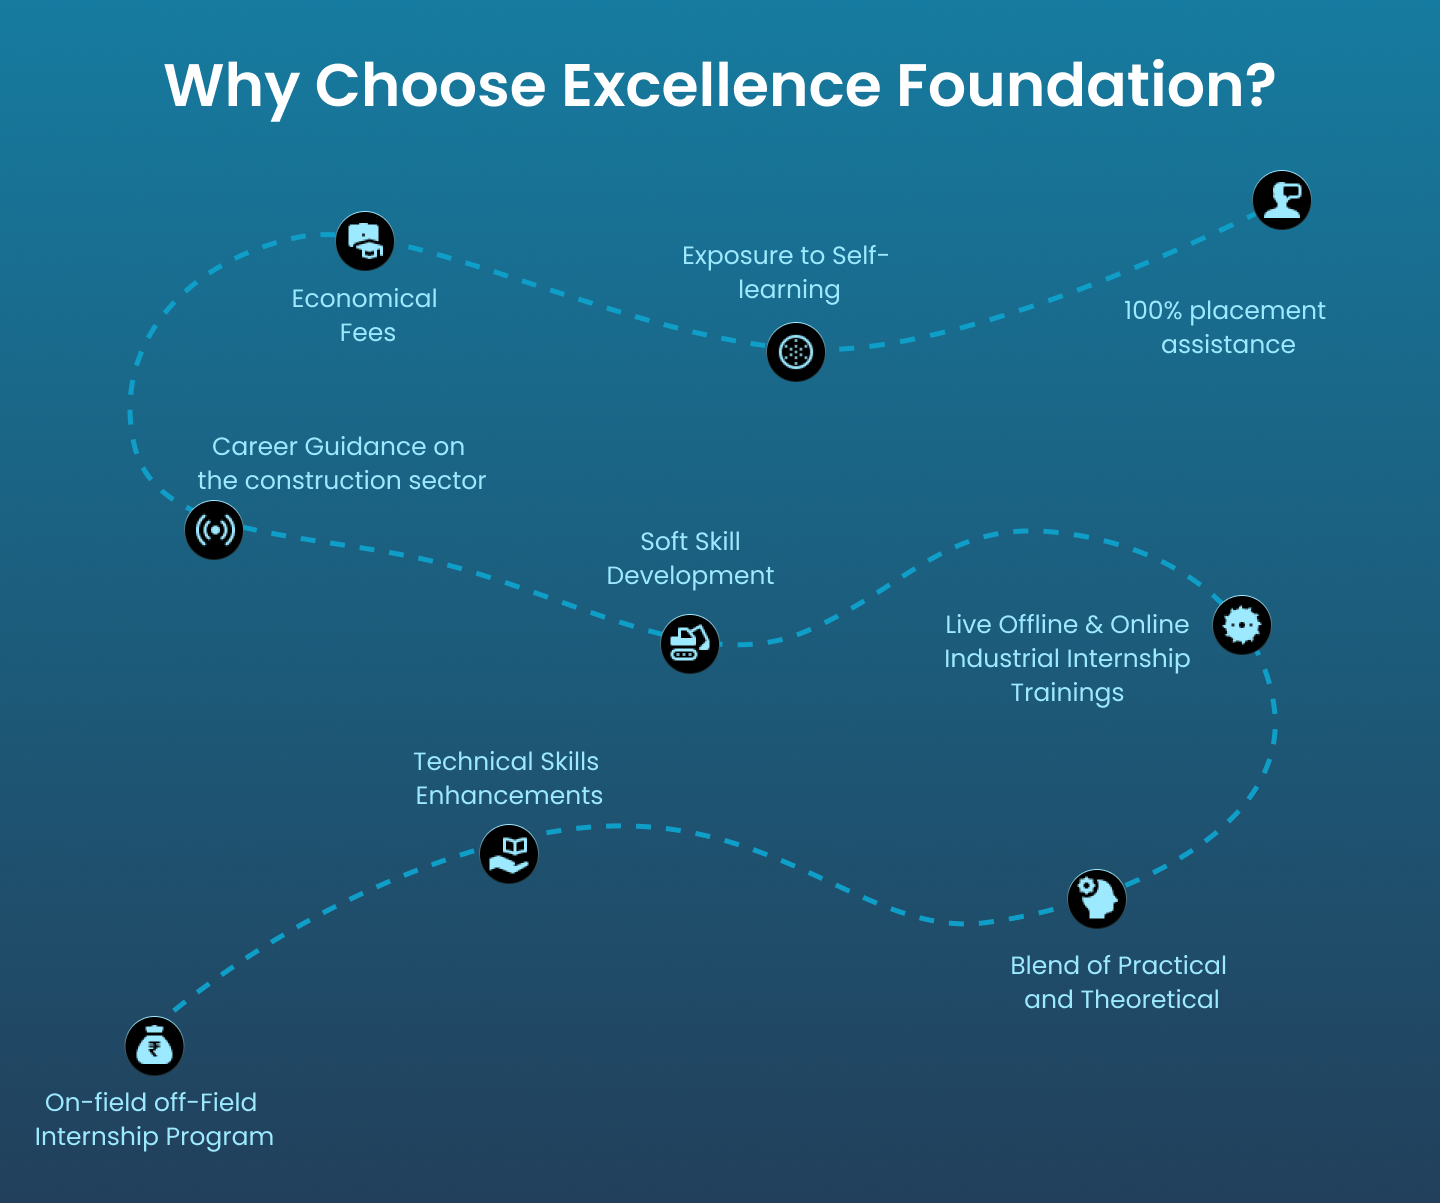 Why Choose Excellence Foundation?
Economical
Fees
Exposure to Self-
learning
100% placement
assistance
Career Guidance on
the construction sector
Soft Skill
Development
Live Offline & Online
Industrial Internship
Trainings
Technical Skills
Enhancements
Blend of Practical
and Theoretical
₹
On-field off-Field
Internship Program